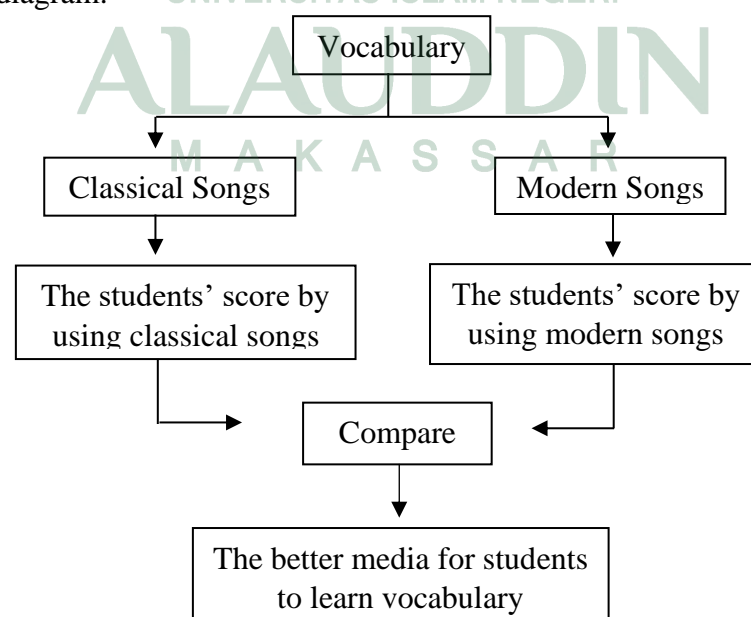 diagram.
UNIVERSITAS ISLAM NEGERI
Vocabulary
ALAUDDIN
MAKASSAR
Classical Songs
Modern Songs
The students’ score by
using classical songs
The students’ score by
using modern songs
Compare
The better media for students
to learn vocabulary